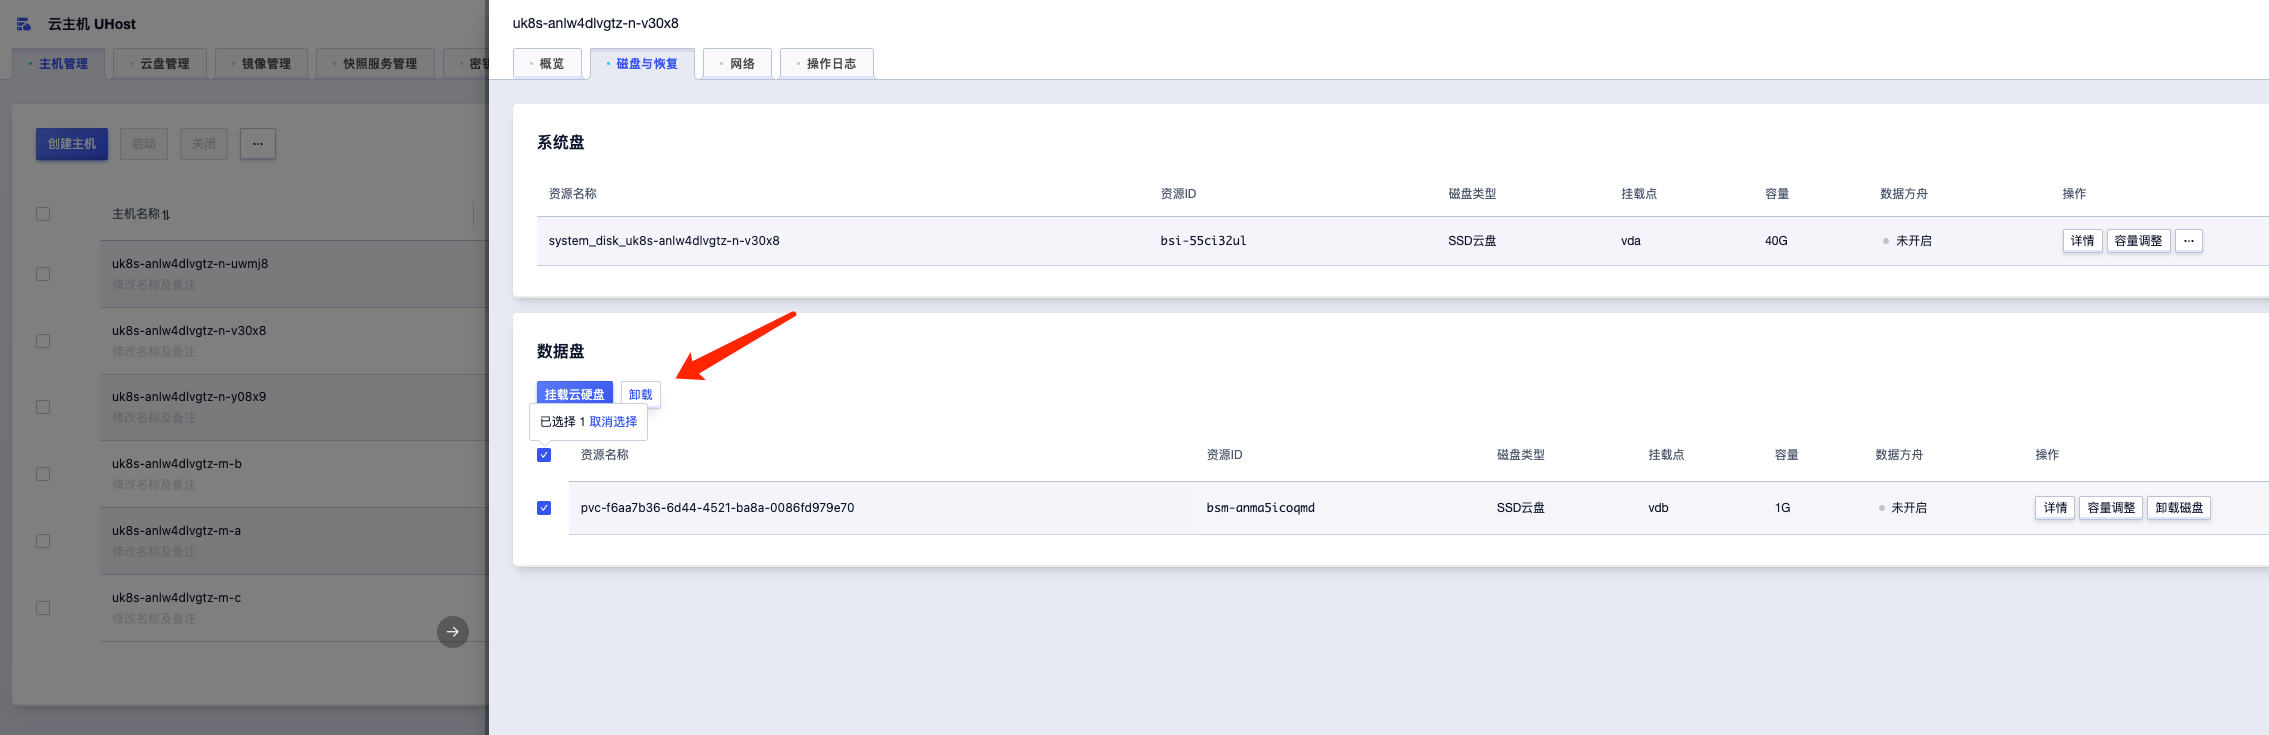 云主机 UHost
主机管理
云盘管理
镜像管理
快照服务管理
创建主机
启动
关闭
...
主机名称
uk8s-anlw4dlvgtz-n-uwmj8
修改名称及备注
uk8s-anlw4dlvgtz-n-v30x8
修改名称及备注
uk8s-anlw4dlvgtz-n-y08x9
修改名称及备注
uk8s-anlw4dlvgtz-m-b
修改名称及备注
uk8s-anlw4dlvgtz-m-a
修改名称及备注
uk8s-anlw4dlvgtz-m-c
修改名称及备注
uk8s-anlw4dlvgtz-n-v30x8
概览
磁盘与恢复
网络
操作日志
系统盘
资源名称 资源ID 磁盘类型 挂载点 容量 数据方舟 操作
system_disk_uk8s-anlw4dlvgtz-n-v30x8 bsi-55ci32ul SSD云盘 vda 40G 未开启 详情 容量调整 ...
数据盘
挂载云硬盘 卸载
已选择 1 取消选择
资源名称 资源ID 磁盘类型 挂载点 容量 数据方舟 操作
pvc-f6aa7b36-6d44-4521-ba8a-0086fd979e70 bsm-anma5icoqmd SSD云盘 vdb 1G 未开启 详情 容量调整 卸载磁盘